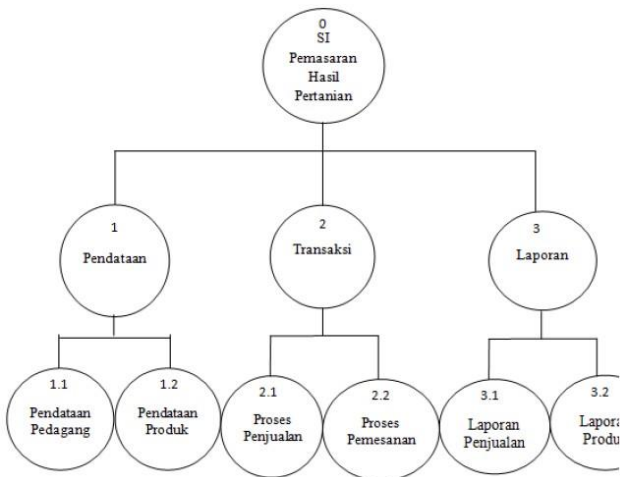 0
SI
Pemasaran
Hasil
Pertanian
1
Pendataan
2
Transaksi
3
Laporan
1.1
Pendataan
Pedagang
1.2
Pendataan
Produk
2.1
Proses
Penjualan
2.2
Proses
Pemesanan
3.1
Laporan
Penjualan
3.2